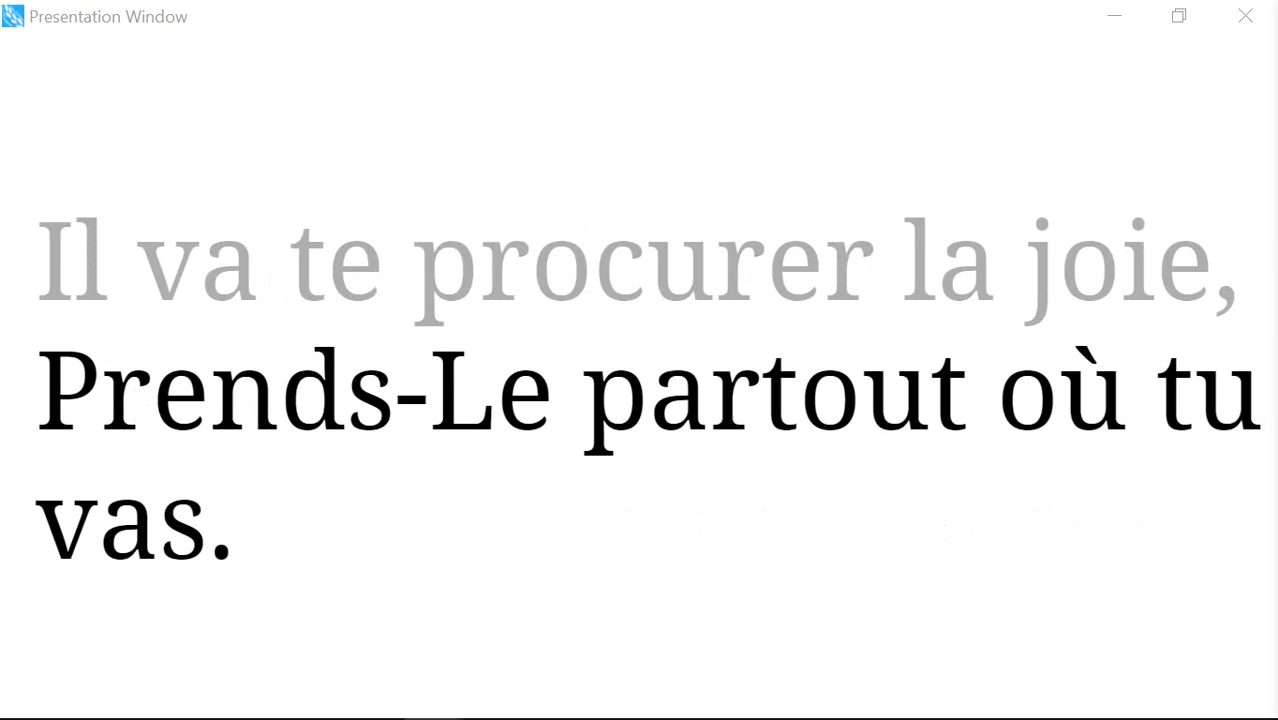 Presentation Window
Il va te procurer la joie,
Prends-Le partout où tu
vas.